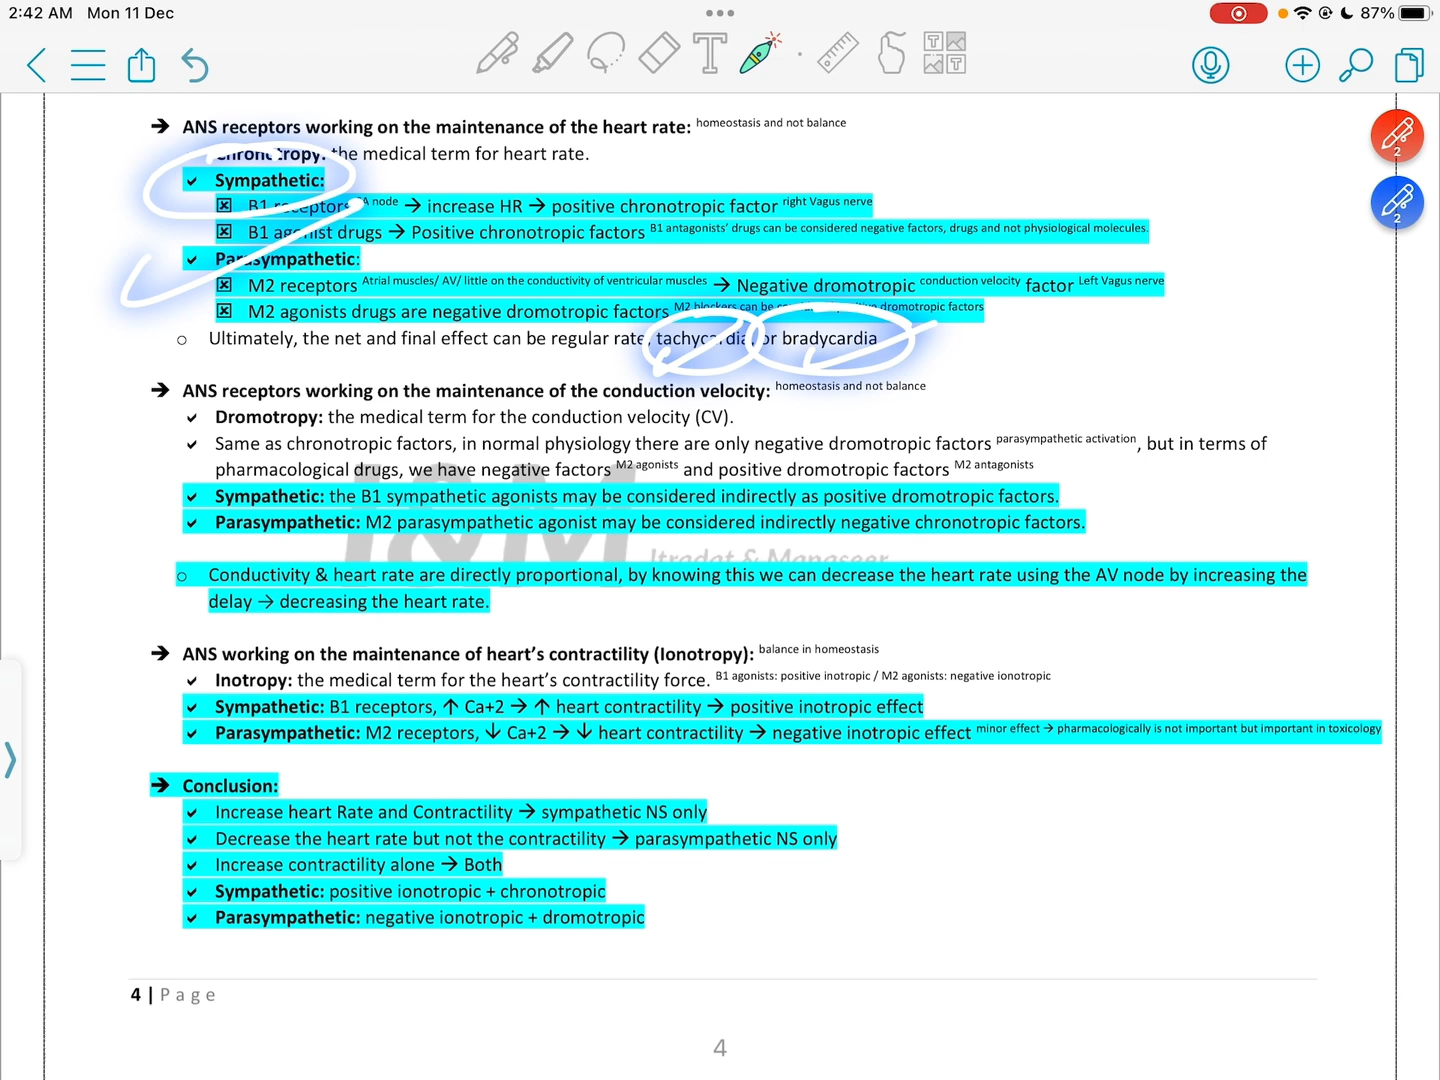 2:42 AM Mon 11 Dec
87%
➔ ANS receptors working on the maintenance of the heart rate: homeostasis and not balance
Chronotropy: the medical term for heart rate.
✓ Sympathetic:
☒ B1 receptors SA node → increase HR → positive chronotropic factor right Vagus nerve
☒ B1 agonist drugs → Positive chronotropic factors B1 antagonists' drugs can be considered negative factors, drugs and not physiological molecules.
✓ Parasympathetic:
☒ M2 receptors Atrial muscles/ AV/ little on the conductivity of ventricular muscles → Negative dromotropic conduction velocity factor Left Vagus nerve
☒ M2 agonists drugs are negative dromotropic factors M2 blockers can be dromotropic factors
o Ultimately, the net and final effect can be regular rate, tachycardia, or bradycardia
➔ ANS receptors working on the maintenance of the conduction velocity: homeostasis and not balance
✓ Dromotropy: the medical term for the conduction velocity (CV).
✓ Same as chronotropic factors, in normal physiology there are only negative dromotropic factors parasympathetic activation, but in terms of
pharmacological drugs, we have negative factors M2 agonists and positive dromotropic factors M2 antagonists
✓ Sympathetic: the B1 sympathetic agonists may be considered indirectly as positive dromotropic factors.
✓ Parasympathetic: M2 parasympathetic agonist may be considered indirectly negative chronotropic factors.
I&M
Itradat & Manaseer
o Conductivity & heart rate are directly proportional, by knowing this we can decrease the heart rate using the AV node by increasing the
delay → decreasing the heart rate.
➔ ANS working on the maintenance of heart's contractility (Ionotropy): balance in homeostasis
✓ Inotropy: the medical term for the heart's contractility force. B1 agonists: positive inotropic / M2 agonists: negative ionotropic
✓ Sympathetic: B1 receptors, ↑ Ca+2 → ↑ heart contractility → positive inotropic effect
✓ Parasympathetic: M2 receptors, ↓ Ca+2 → ↓ heart contractility → negative inotropic effect minor effect → pharmacologically is not important but important in toxicology
➔ Conclusion:
✓ Increase heart Rate and Contractility → sympathetic NS only
✓ Decrease the heart rate but not the contractility → parasympathetic NS only
✓ Increase contractility alone → Both
✓ Sympathetic: positive ionotropic + chronotropic
✓ Parasympathetic: negative ionotropic + dromotropic
4 | Page
4
2
2